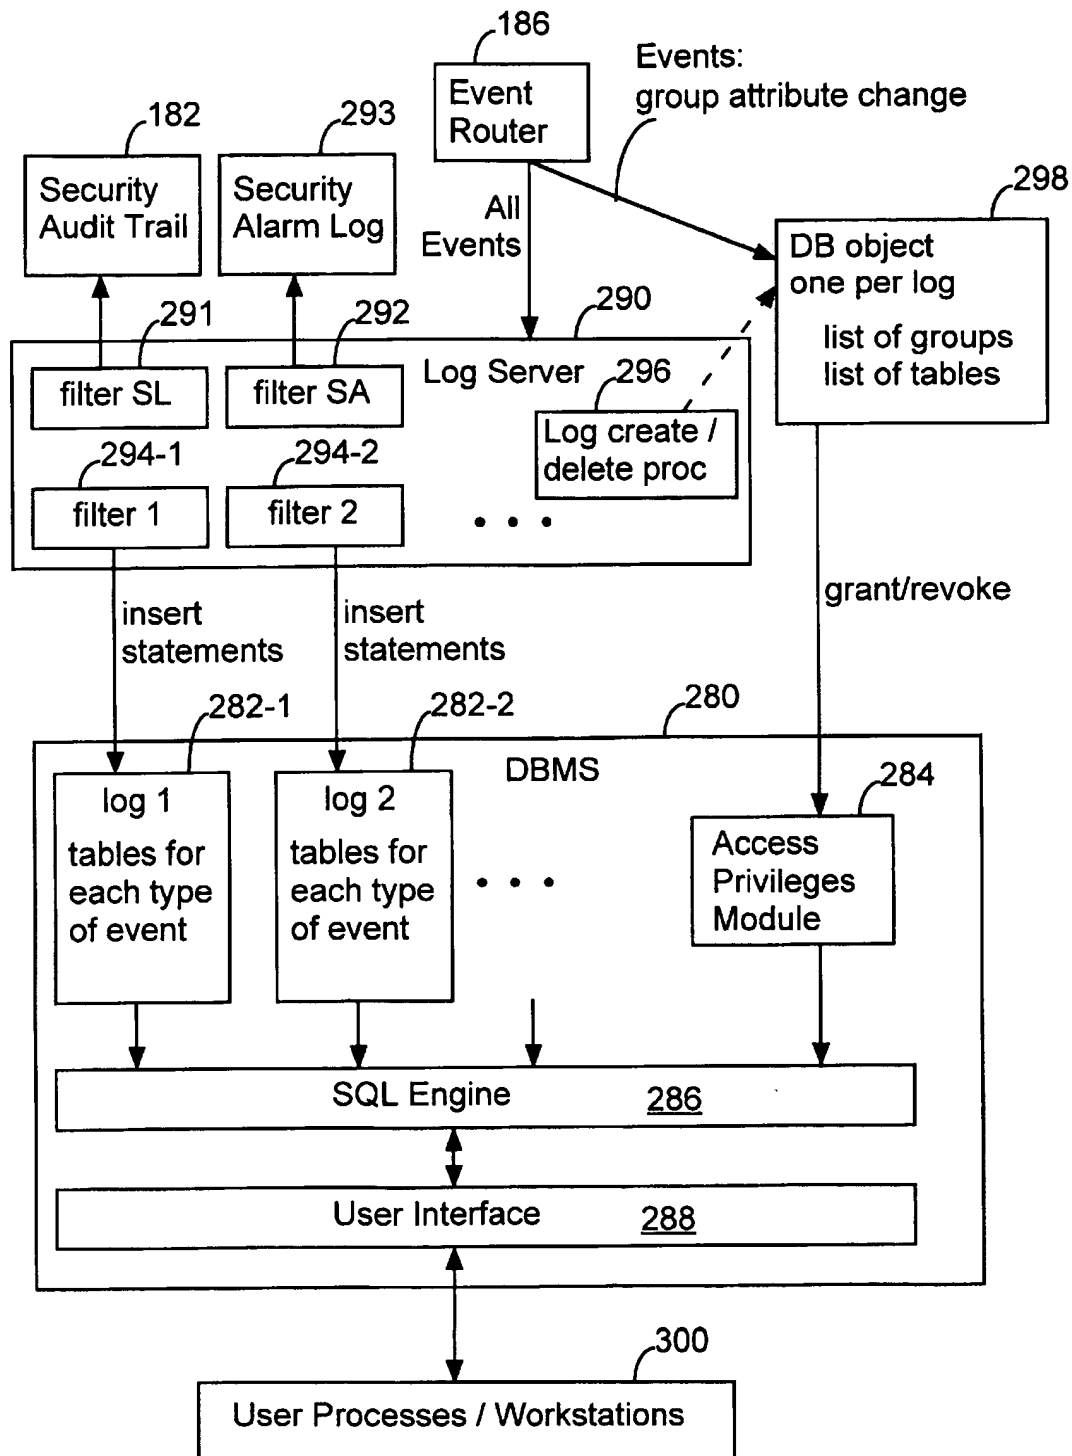 186
Event
Router
Events:
group attribute change
182
Security
Audit Trail
293
Security
Alarm Log
All
Events
298
DB object
one per log
list of groups
list of tables
290
Log Server
291
filter SL
292
filter SA
296
Log create /
delete proc
294-1
filter 1
294-2
filter 2
• • •
insert
statements
insert
statements
grant/revoke
280
DBMS
282-1
log 1
tables for
each type
of event
282-2
log 2
tables for
each type
of event
• • •
284
Access
Privileges
Module
SQL Engine 286
User Interface 288
300
User Processes / Workstations